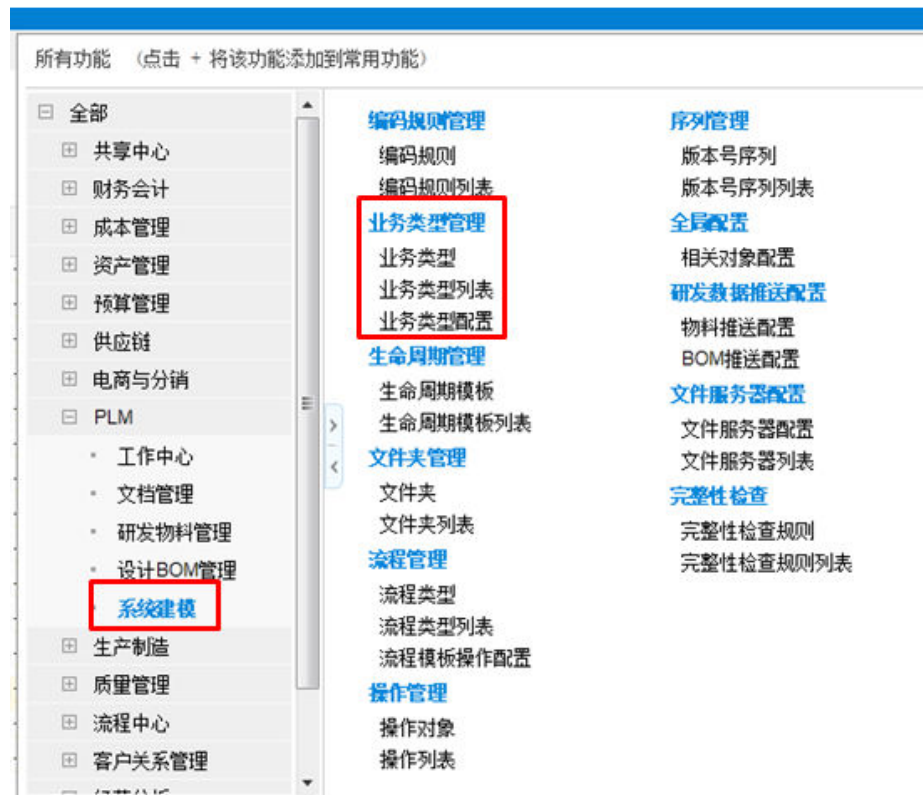 所有功能 (点击 + 将该功能添加到常用功能)
全部
共享中心
财务会计
成本管理
资产管理
预算管理
供应链
电商与分销
PLM
工作中心
文档管理
研发物料管理
设计BOM管理
系统建模
生产制造
质量管理
流程中心
客户关系管理
编码规则管理
编码规则
编码规则列表
业务类型管理
业务类型
业务类型列表
业务类型配置
生命周期管理
生命周期模板
生命周期模板列表
文件夹管理
文件夹
文件夹列表
流程管理
流程类型
流程类型列表
流程模板操作配置
操作管理
操作对象
操作列表
序列管理
版本号序列
版本号序列列表
全局配置
相关对象配置
研发数据推送配置
物料推送配置
BOM推送配置
文件服务器配置
文件服务器配置
文件服务器列表
完整性检查
完整性检查规则
完整性检查规则列表